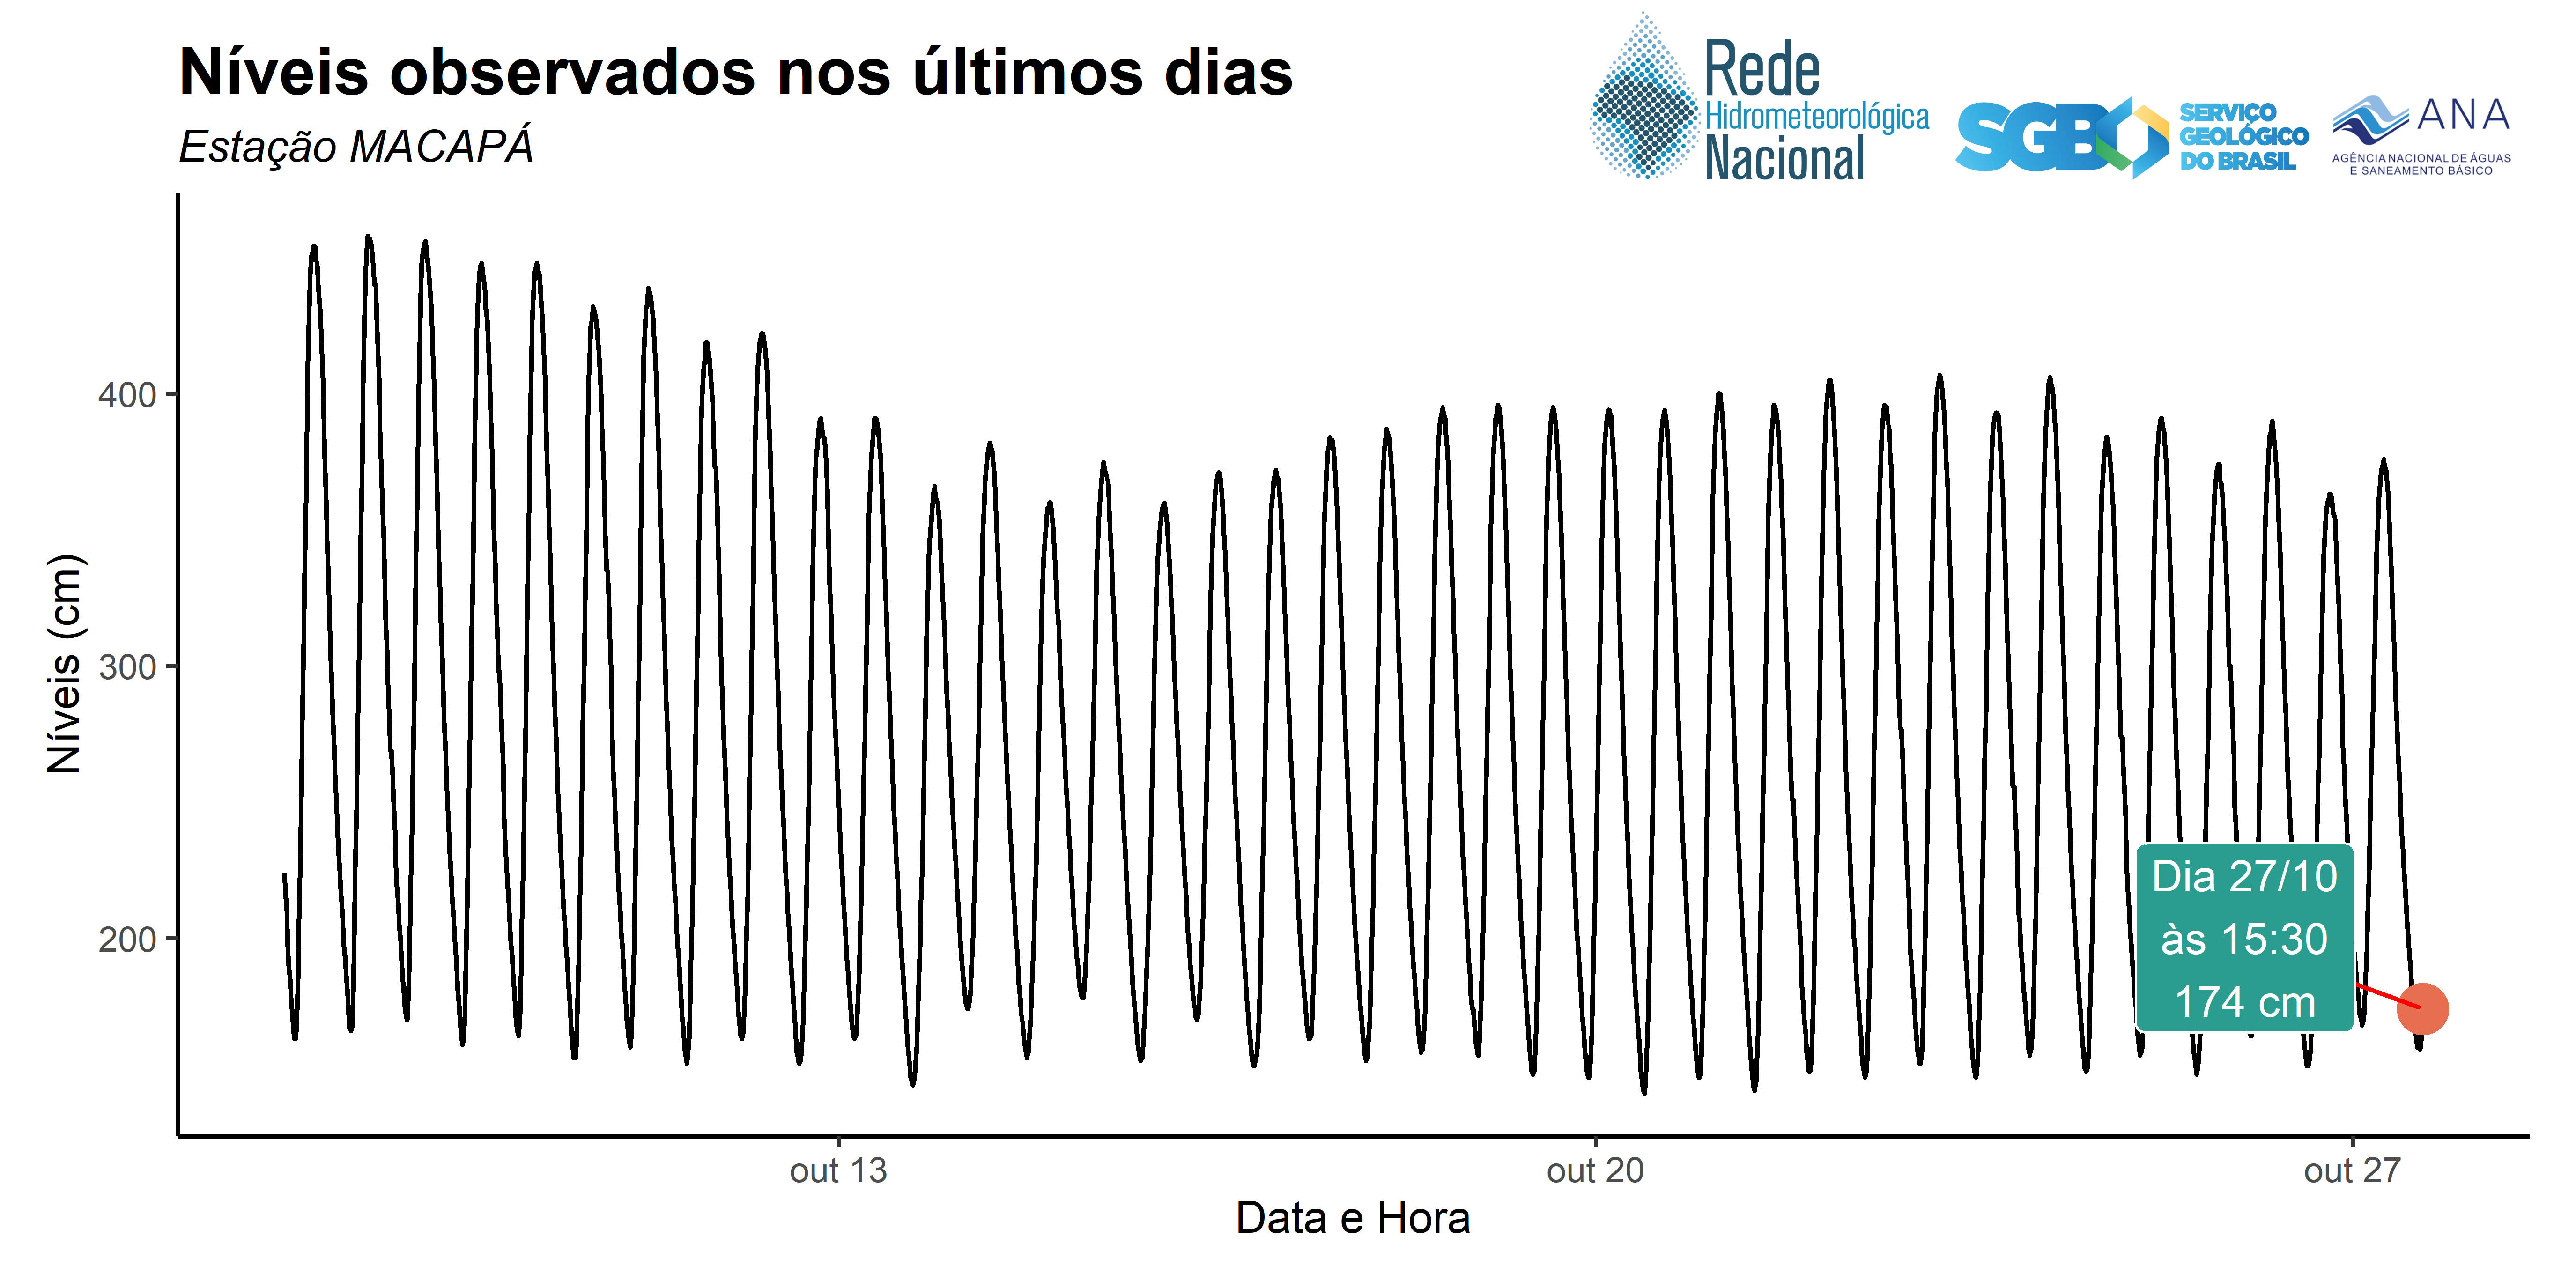 Níveis observados nos últimos dias
Estação MACAPÁ
Rede
Hidrometeorológica
Nacional
SGB
SERVIÇO
GEOLÓGICO
DO BRASIL
ANA
AGÊNCIA NACIONAL DE ÁGUAS
E SANEAMENTO BÁSICO
Níveis (cm)
400
300
200
Dia 27/10
às 15:30
174 cm
out 13
out 20
out 27
Data e Hora